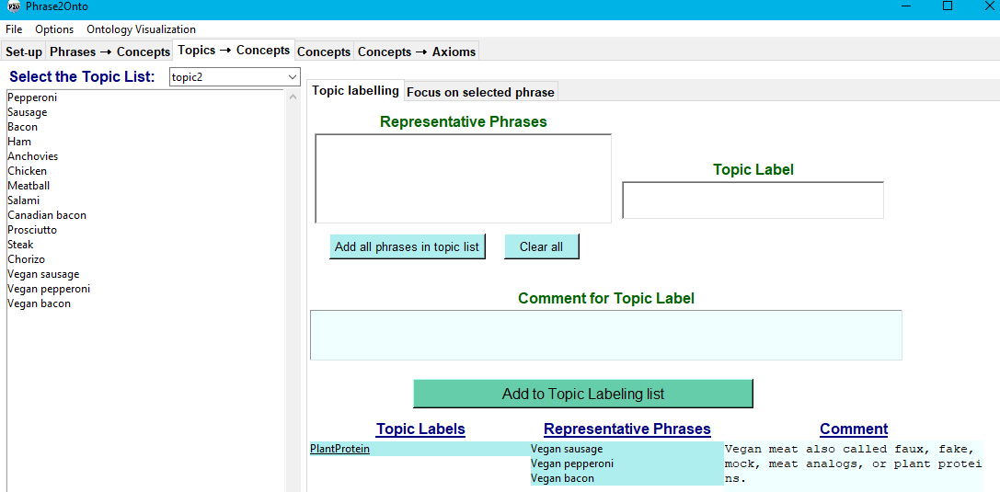 P2O Phrase2Onto
File Options Ontology Visualization
Set-up Phrases → Concepts Topics → Concepts Concepts Concepts → Axioms
Select the Topic List: topic2
Pepperoni
Sausage
Bacon
Ham
Anchovies
Chicken
Meatball
Salami
Canadian bacon
Prosciutto
Steak
Chorizo
Vegan sausage
Vegan pepperoni
Vegan bacon
Topic labelling Focus on selected phrase
Representative Phrases
Topic Label
Add all phrases in topic list Clear all
Comment for Topic Label
Add to Topic Labeling list
Topic Labels Representative Phrases Comment
PlantProtein Vegan sausage Vegan meat also called faux, fake,
Vegan pepperoni mock, meat analogs, or plant protei
Vegan bacon ns.